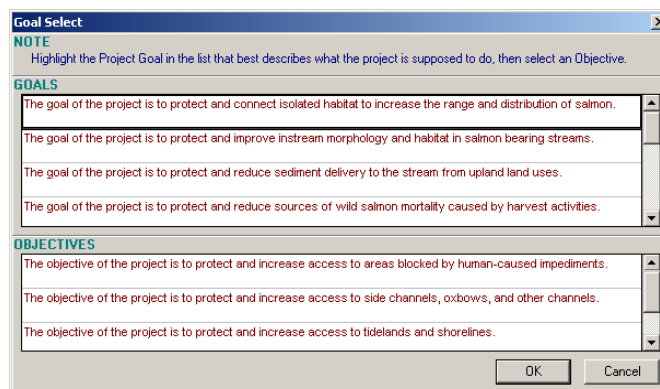 Goal Select
NOTE
Highlight the Project Goal in the list that best describes what the project is supposed to do, then select an Objective.
GOALS
The goal of the project is to protect and connect isolated habitat to increase the range and distribution of salmon.
The goal of the project is to protect and improve instream morphology and habitat in salmon bearing streams.
The goal of the project is to protect and reduce sediment delivery to the stream from upland land uses.
The goal of the project is to protect and reduce sources of wild salmon mortality caused by harvest activities.
OBJECTIVES
The objective of the project is to protect and increase access to areas blocked by human-caused impediments.
The objective of the project is to protect and increase access to side channels, oxbows, and other channels.
The objective of the project is to protect and increase access to tidelands and shorelines.
OK Cancel